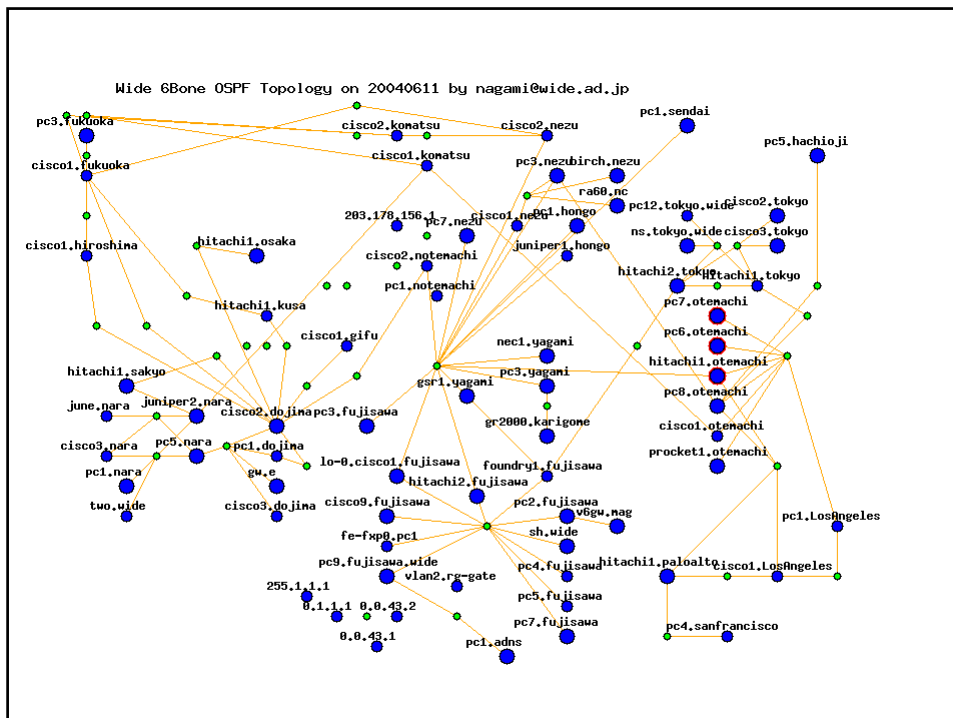 Wide 6Bone OSPF Topology on 20040611 by nagami@wide.ad.jp
pc1.sendai
pc3.fukuoka
cisco2.komatsu
cisco2.nezu
pc5.hachioji
cisco1.fukuoka
cisco1.komatsu
pc3.nezu
birch.nezu
ra60.nc
203.178.156.1
cisco1.nezu
pc1.hongo
pc12.tokyo.wide
cisco2.tokyo
pc7.nezu
ns.tokyo.wide
cisco3.tokyo
cisco1.hiroshima
hitachi1.osaka
cisco2.notemachi
juniper1.hongo
hitachi2.tokyo
hitachi1.tokyo
pc1.notemachi
pc7.otemachi
hitachi1.kusa
cisco1.gifu
pc6.otemachi
nec1.yagami
hitachi1.otemachi
hitachi1.sakyo
gsr1.yagami
pc3.yagami
pc8.otemachi
june.nara
juniper2.nara
cisco2.dojima
pc3.fujisawa
gr2000.karigome
cisco1.otemachi
cisco3.nara
pc5.nara
pc1.dojima
procket1.otemachi
pc1.nara
gw.e
lo-0.cisco1.fujisawa
foundry1.fujisawa
hitachi2.fujisawa
two.wide
cisco3.dojima
cisco9.fujisawa
pc2.fujisawa
v6gw.mag
pc1.LosAngeles
fe-fxp0.pc1
sh.wide
pc9.fujisawa.wide
vlan2.rg-gate
pc4.fujisawa
hitachi1.paloalto
cisco1.LosAngeles
255.1.1.1
pc5.fujisawa
0.1.1.1
0.0.43.2
pc7.fujisawa
pc4.sanfrancisco
0.0.43.1
pc1.adns